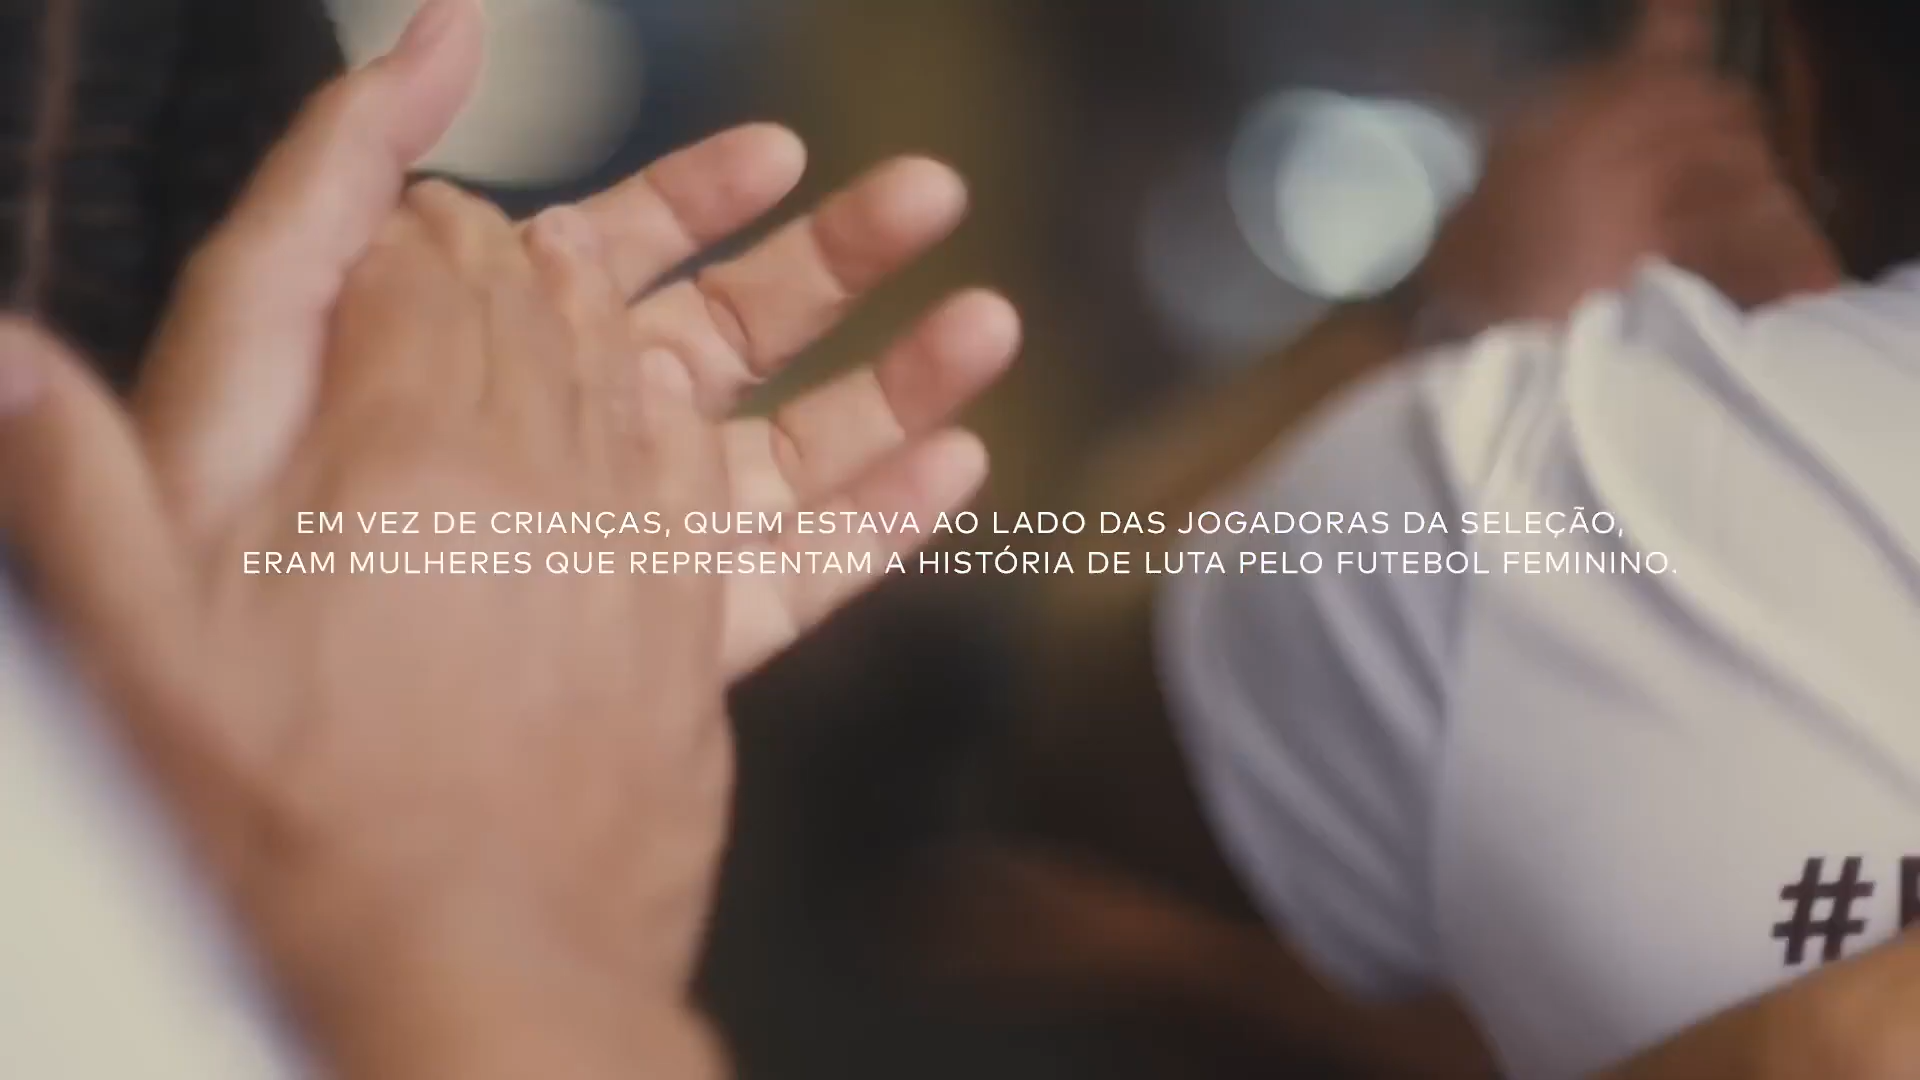 EM VEZ DE CRIANÇAS, QUEM ESTAVA AO LADO DAS JOGADORAS DA SELEÇÃO,
ERAM MULHERES QUE REPRESENTAM A HISTÓRIA DE LUTA PELO FUTEBOL FEMININO.
#